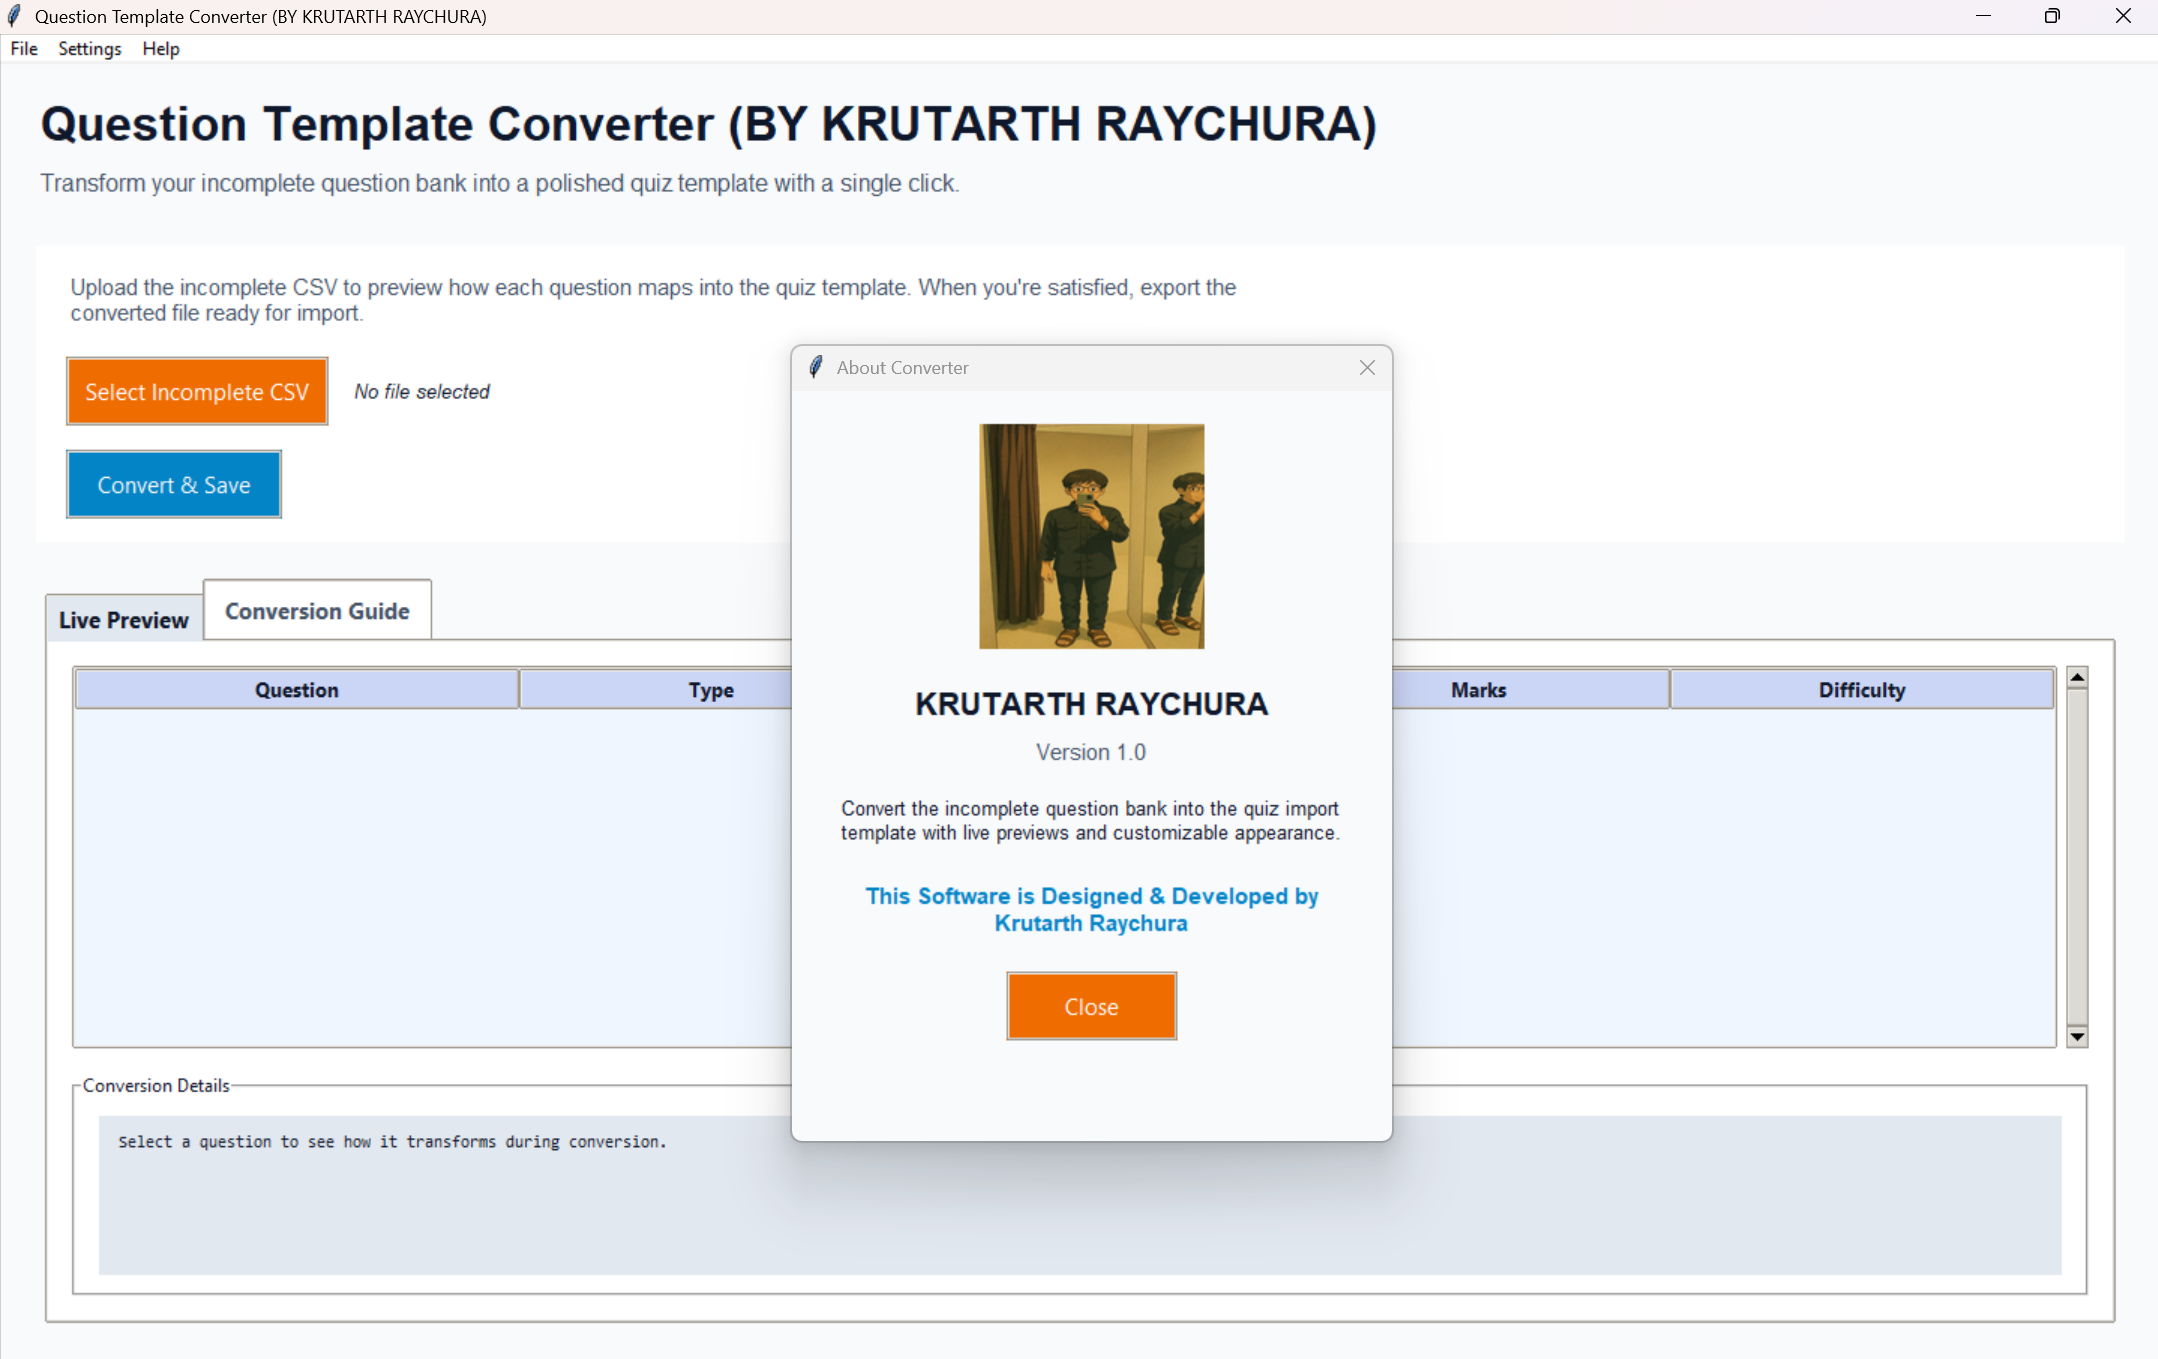 Question Template Converter (BY KRUTARTH RAYCHURA)
File Settings Help
Question Template Converter (BY KRUTARTH RAYCHURA)
Transform your incomplete question bank into a polished quiz template with a single click.
Upload the incomplete CSV to preview how each question maps into the quiz template. When you're satisfied, export the
converted file ready for import.
Select Incomplete CSV No file selected
Convert & Save
Live Preview Conversion Guide
Question Type Marks Difficulty
Conversion Details
Select a question to see how it transforms during conversion.
About Converter
KRUTARTH RAYCHURA
Version 1.0
Convert the incomplete question bank into the quiz import
template with live previews and customizable appearance.
This Software is Designed & Developed by
Krutarth Raychura
Close